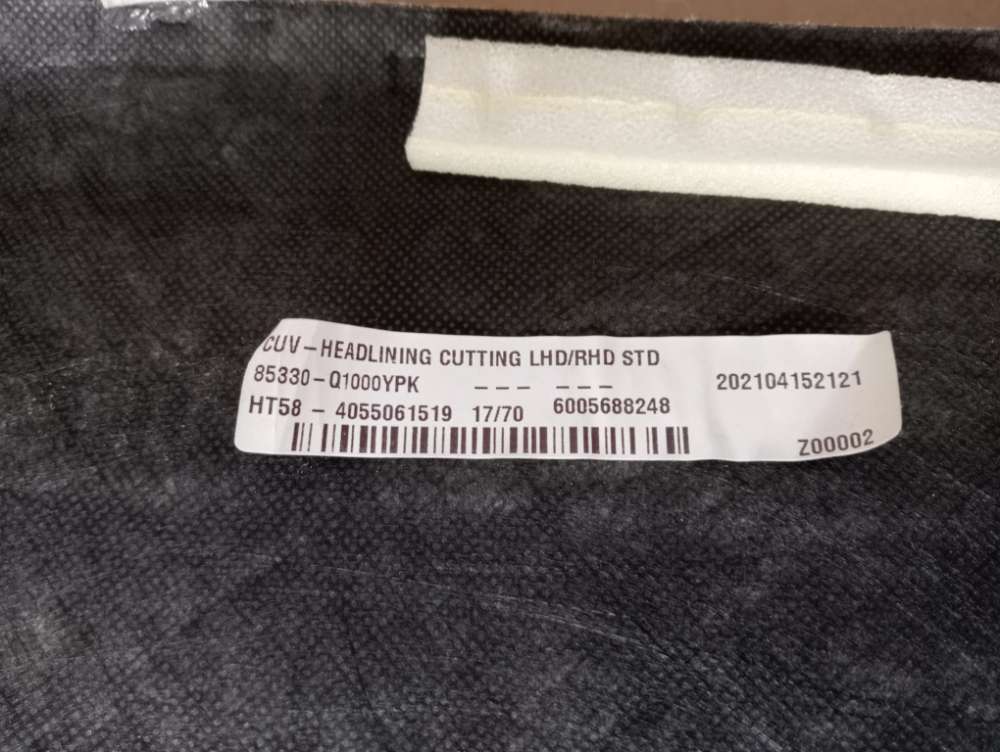 CUV-HEADLINING CUTTING LHD/RHD STD
85330-Q1000YPK --- --- 202104152121
HT58 - 4055061519 17/70 6005688248
Z00002